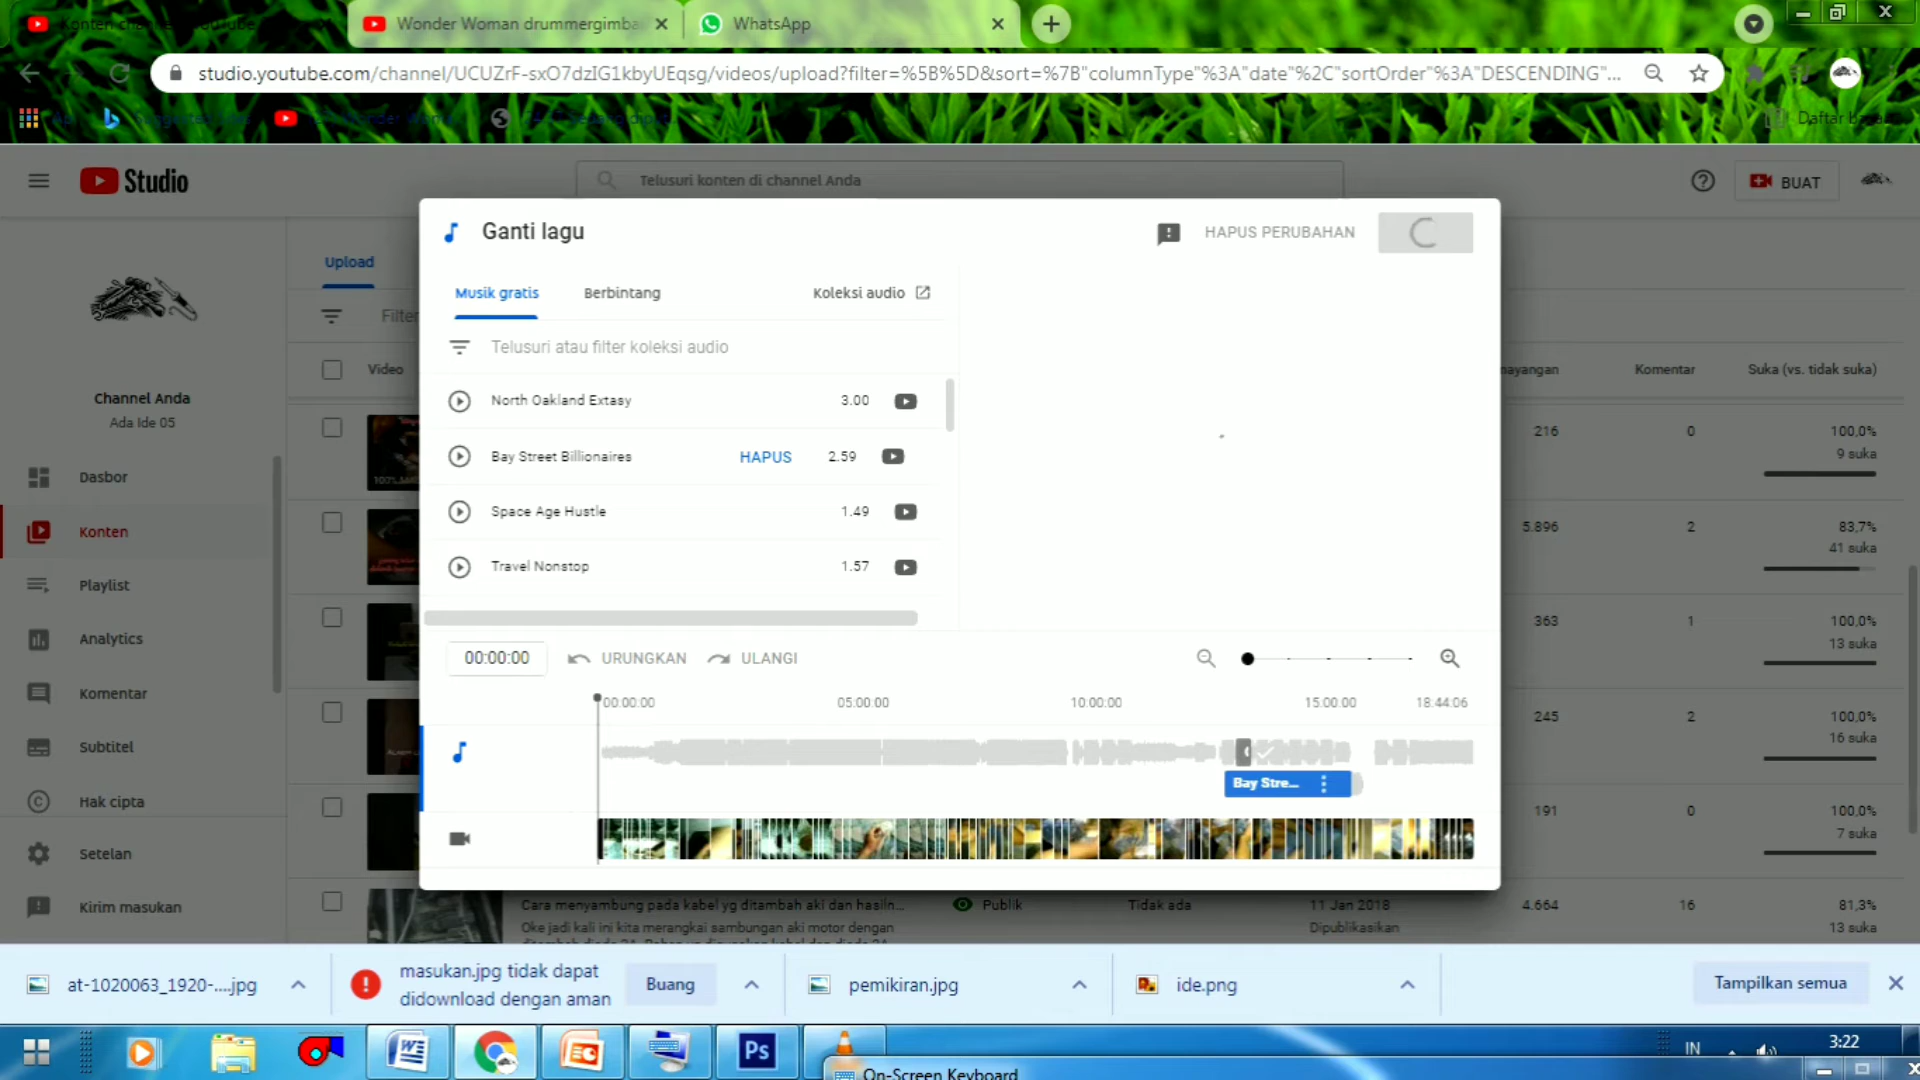 Konten channel - YouTube
Wonder Woman drummergimba
WhatsApp
studio.youtube.com/channel/UCUZrF-sxO7dzIG1kbyUEqsg/videos/upload?filter=%5B%5D&sort=%7B"columnType"%3A"date"%2C"sortOrder"%3A"DESCENDING"...
Studio
Telusuri konten di channel Anda
BUAT
Ganti lagu
HAPUS PERUBAHAN
Upload
Musik gratis
Berbintang
Koleksi audio
Filter
Telusuri atau filter koleksi audio
Video
Komentar
Suka (vs. tidak suka)
North Oakland Extasy 3.00
Channel Anda
Ada Ide 05
216 0 100,0%
9 suka
Bay Street Billionaires HAPUS 2.59
Dasbor
Space Age Hustle 1.49
Konten
5.896 2 83,7%
41 suka
Travel Nonstop 1.57
Playlist
363 1 100,0%
13 suka
Analytics
00:00:00 URUNGKAN ULANGI
Komentar
00:00:00 05:00:00 10:00:00 15:00:00 18:44:06
245 2 100,0%
16 suka
Subtitel
Bay Stre...
Hak cipta
191 0 100,0%
7 suka
Setelan
Kirim masukan
Cara menyambung pada kabel yg ditambah aki dan hasiln...
Publik
Tidak ada
11 Jan 2018
Dipublikasikan
4.664 16 81,3%
13 suka
Oke jadi kali ini kita merangkai sambungan aki motor dengan
at-1020063_1920-....jpg
masukan.jpg tidak dapat
didownload dengan aman
Buang
pemikiran.jpg
ide.png
Tampilkan semua
Ps
IN
3:22
On-Screen Keyboard